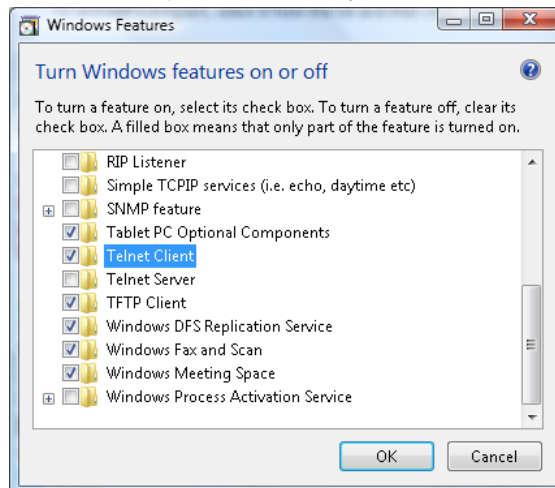 Windows Features
Turn Windows features on or off
To turn a feature on, select its check box. To turn a feature off, clear its
check box. A filled box means that only part of the feature is turned on.
RIP Listener
Simple TCPIP services (i.e. echo, daytime etc)
SNMP feature
Tablet PC Optional Components
Telnet Client
Telnet Server
TFTP Client
Windows DFS Replication Service
Windows Fax and Scan
Windows Meeting Space
Windows Process Activation Service
OK Cancel